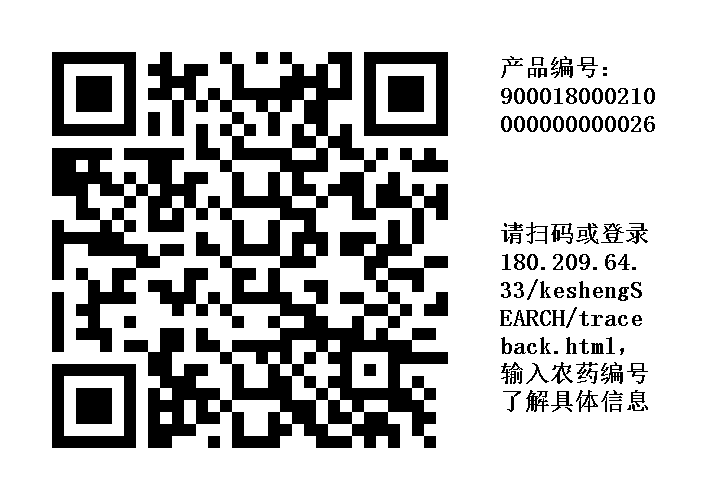 产品编号：
900018000210
000000000026
请扫码或登录
180.209.64.
33/keshengS
EARCH/trace
back.html，
输入农药编号
了解具体信息